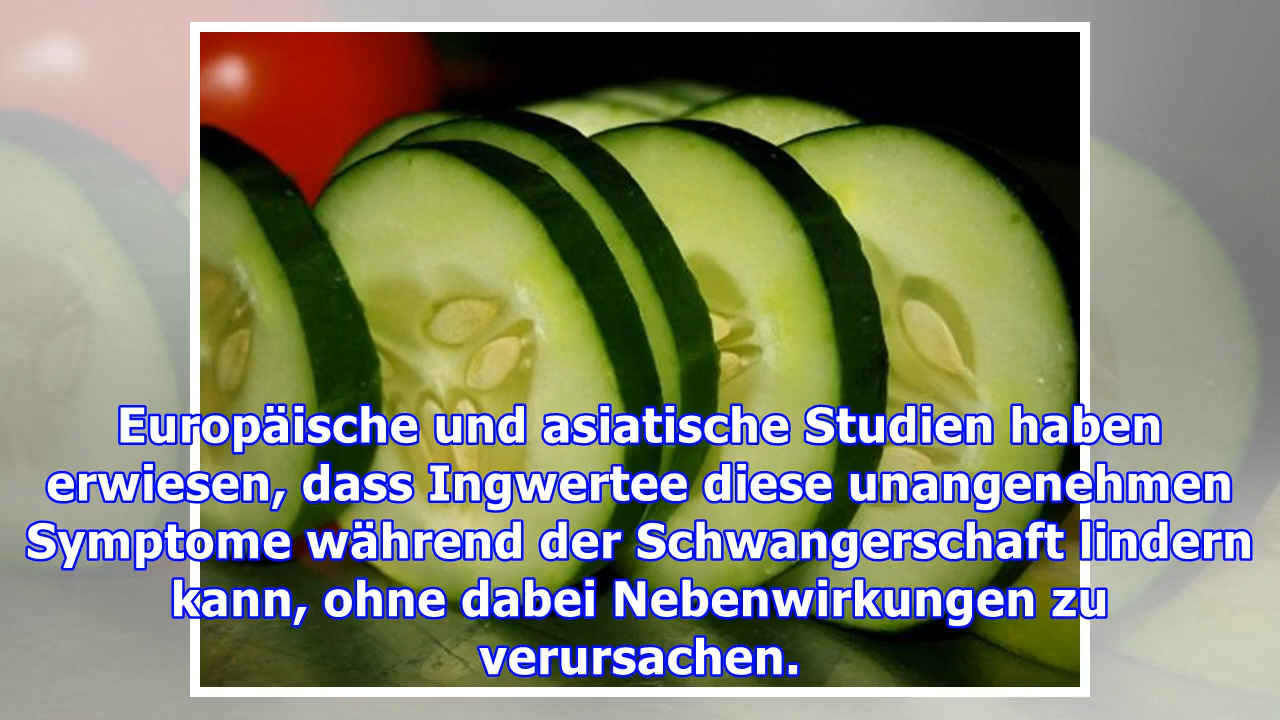 Europäische und asiatische Studien haben
erwiesen, dass Ingwertee diese unangenehmen
Symptome während der Schwangerschaft lindern
kann, ohne dabei Nebenwirkungen zu
verursachen.